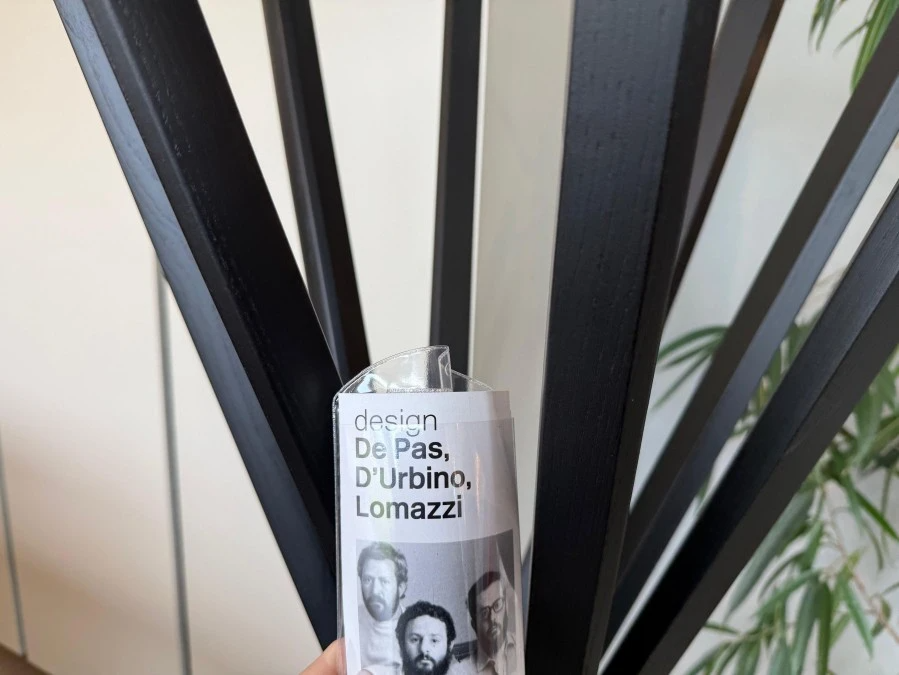 design
De Pas,
D'Urbino,
Lomazzi